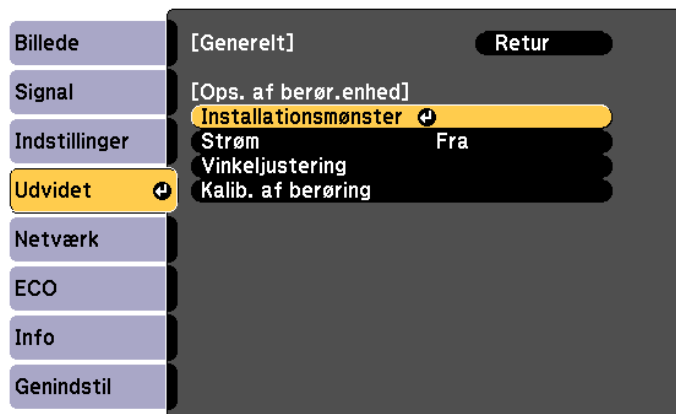 Billede
Signal
Indstillinger
Udvidet
Netværk
ECO
Info
Genindstil
[Generelt] Retur
[Ops. af berør.enhed]
Installationsmønster
Strøm Fra
Vinkeljustering
Kalib. af berøring